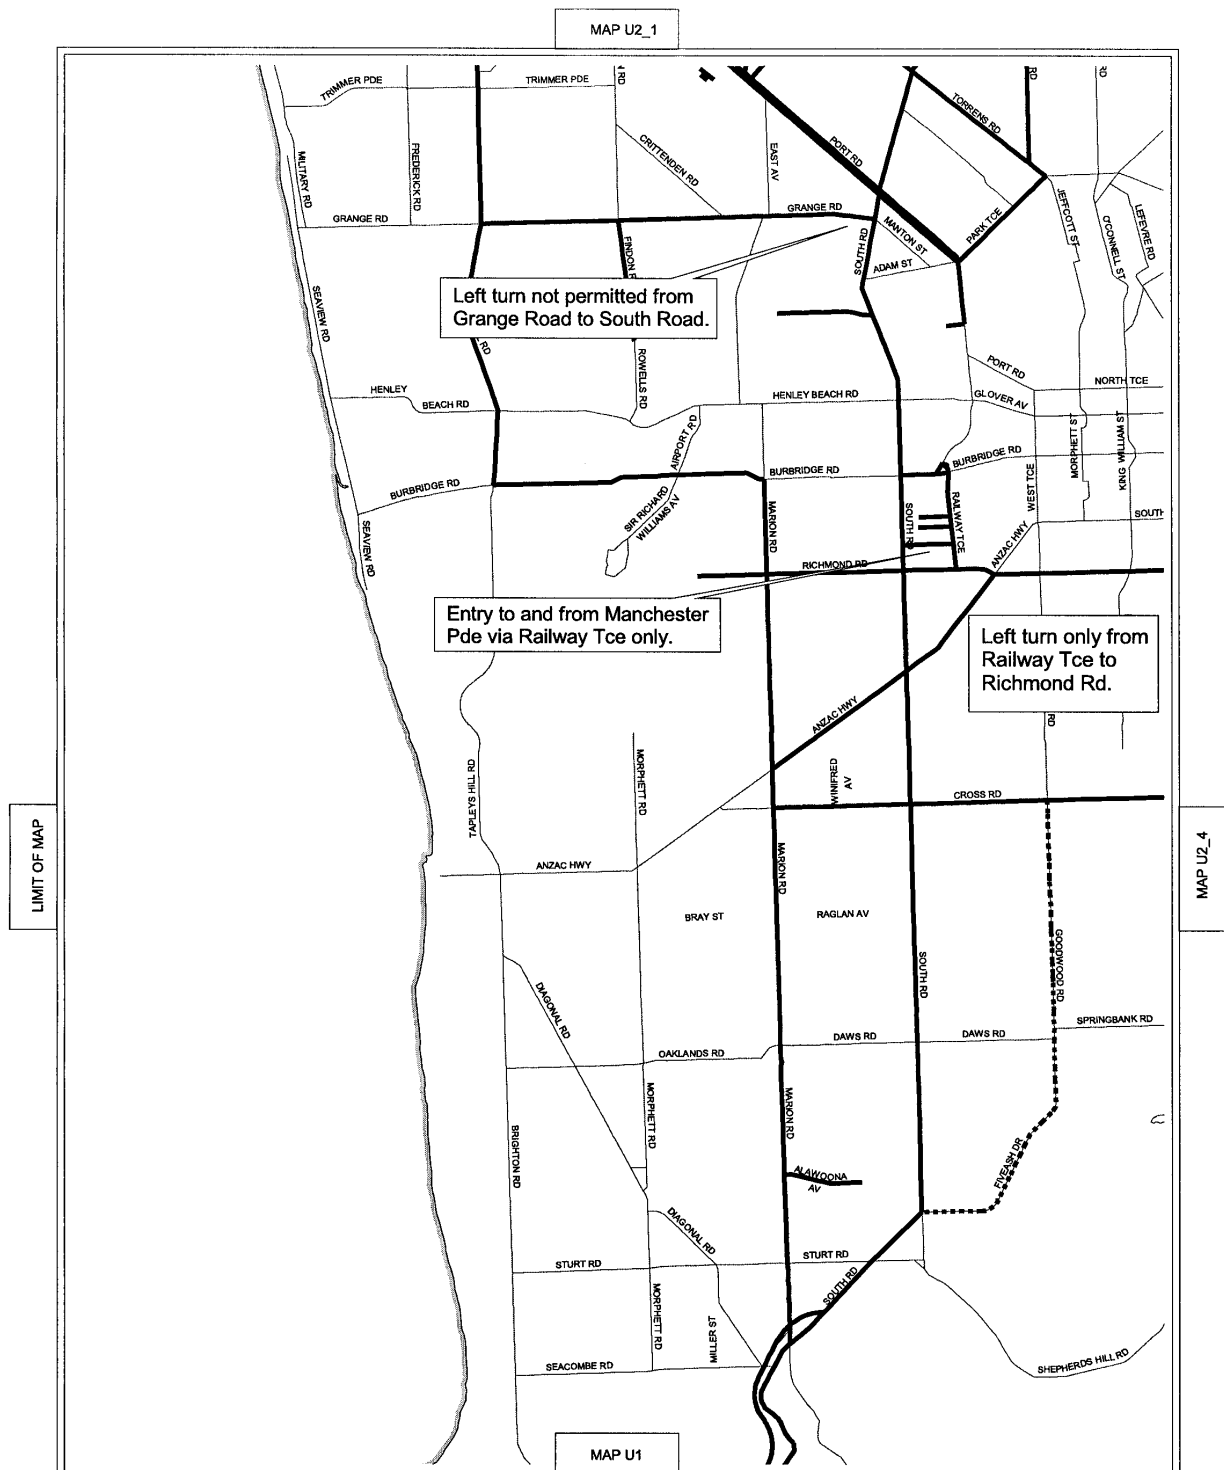 MAP U2_1
TRIMMER PDE
TRIMMER PDE
RD
RD
RD
TORRENS RD
PORT RD
CRITTENDEN RD
EAST AV
MILITARY RD
FREDERICK RD
GRANGE RD
GRANGE RD
JEFFCOTT ST
O'CONNELL ST
LEFEVRE RD
PARK TCE
MANTON ST
SOUTH RD
ADAM ST
FINDON R
SEAVIEW RD
Left turn not permitted from
Grange Road to South Road.
RD
ROWELLS RD
PORT RD
NORTH TCE
HENLEY
BEACH RD
HENLEY BEACH RD
GLOVER AV
AIRPORT RD
MORPHETT ST
KING WILLIAM ST
BURBRIDGE RD
BURBRIDGE RD
BURBRIDGE RD
WEST TCE
SIR RICHARD
WILLIAMS AV
MARION RD
SOUTH RD
RAILWAY TCE
ANZAC HWY
SOUTH
SEAVIEW RD
RICHMOND RD
Entry to and from Manchester
Pde via Railway Tce only.
Left turn only from
Railway Tce to
Richmond Rd.
RD
ANZAC HWY
TAPLEYS HILL RD
MORPHETT RD
WINIFRED
AV
CROSS RD
LIMIT OF MAP
MAP U2_4
ANZAC HWY
MARION RD
BRAY ST
RAGLAN AV
SOUTH RD
GOODWOOD RD
DIAGONAL RD
SPRINGBANK RD
OAKLANDS RD
DAWS RD
DAWS RD
MORPHETT RD
MARION RD
BRIGHTON RD
ALAWOONA
AV
FIVEASH DR
DIAGONAL RD
STURT RD
STURT RD
SOUTH RD
MORPHETT RD
MILLER ST
SEACOMBE RD
SHEPHERDS HILL RD
MAP U1